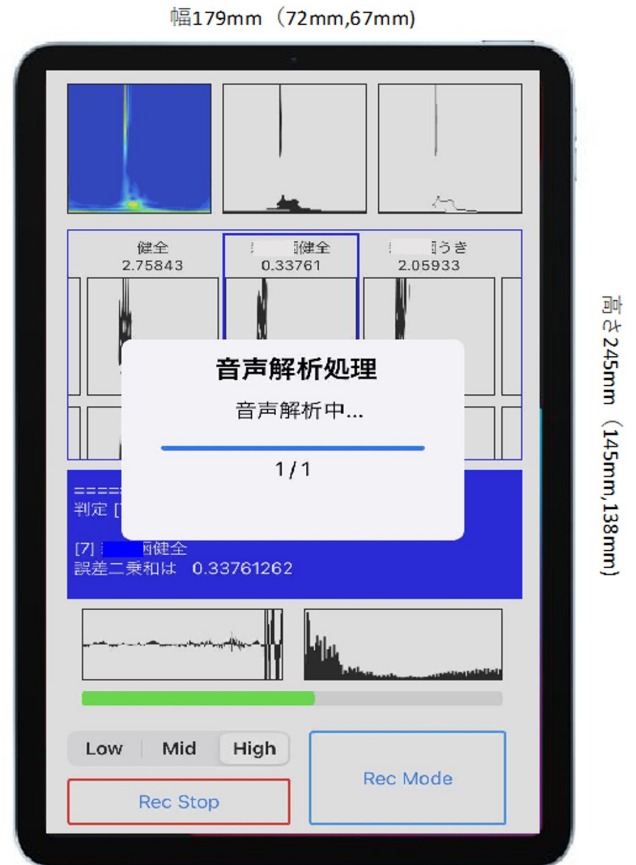 幅179mm（72mm,67mm)
健全
2.75843
健全
0.33761
うき
2.05933
音声解析処理
音声解析中...
1/1
=====
判定 [
[7] 健全
誤差二乗和は 0.33761262
Low Mid High
Rec Stop
Rec Mode
高さ245mm（145mm,138mm)